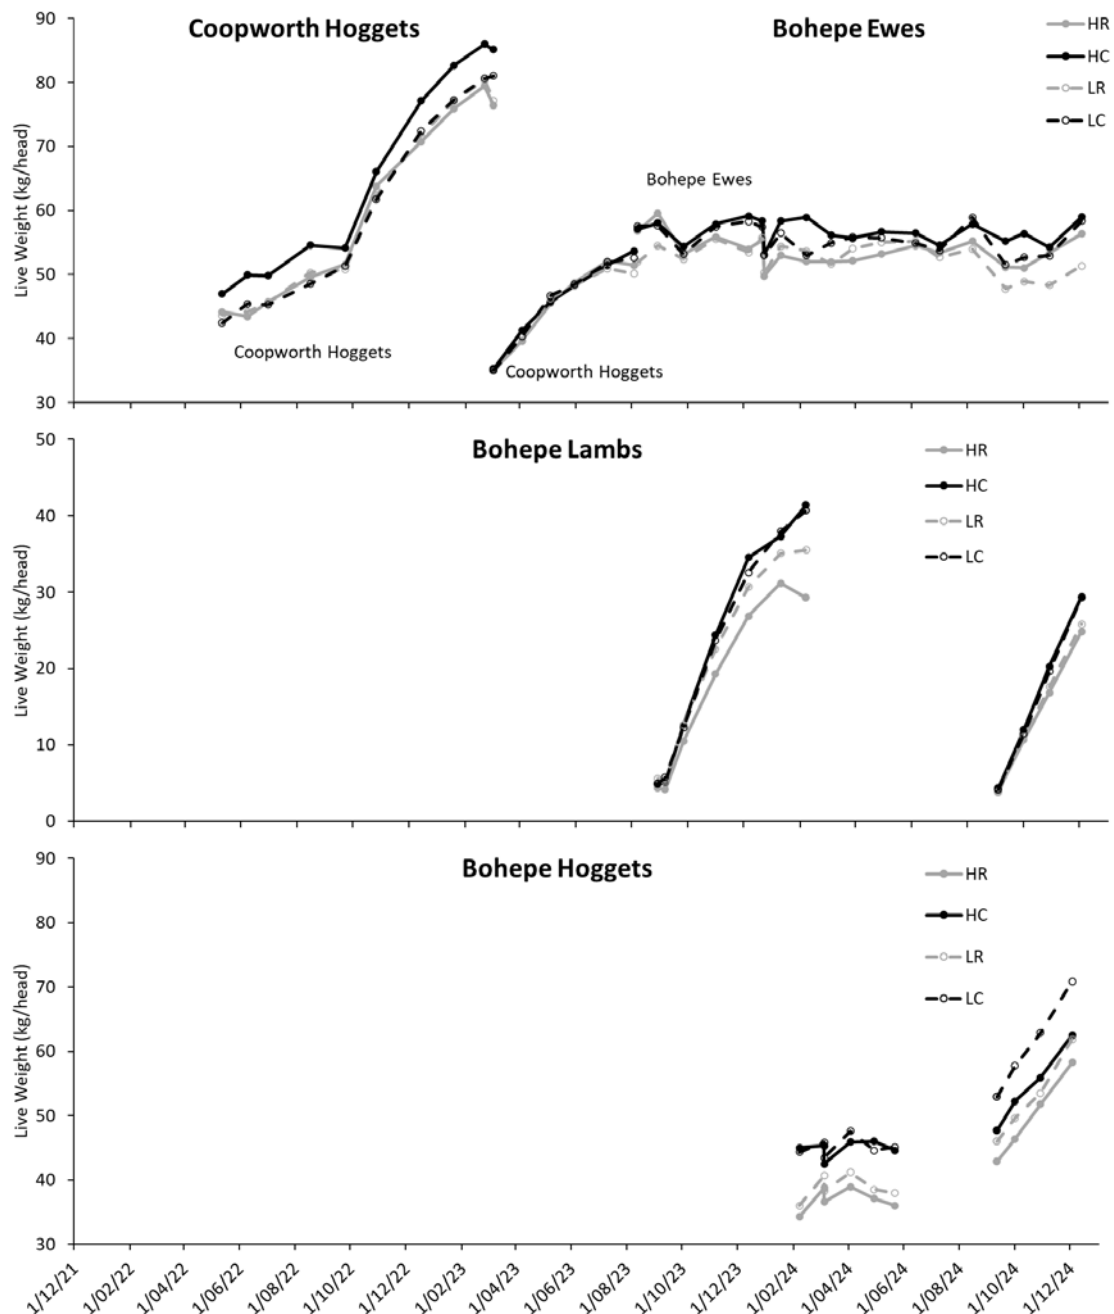 Coopworth Hoggets
Bohepe Ewes
HR
HC
LR
LC
90
80
70
60
50
40
30
Live Weight (kg/head)
Bohepe Ewes
Coopworth Hoggets
Coopworth Hoggets
Bohepe Lambs
HR
HC
LR
LC
50
40
30
20
10
0
Live Weight (kg/head)
Bohepe Hoggets
HR
HC
LR
LC
90
80
70
60
50
40
30
Live Weight (kg/head)
1/12/21
1/02/22
1/04/22
1/06/22
1/08/22
1/10/22
1/12/22
1/02/23
1/04/23
1/06/23
1/08/23
1/10/23
1/12/23
1/02/24
1/04/24
1/06/24
1/08/24
1/10/24
1/12/24